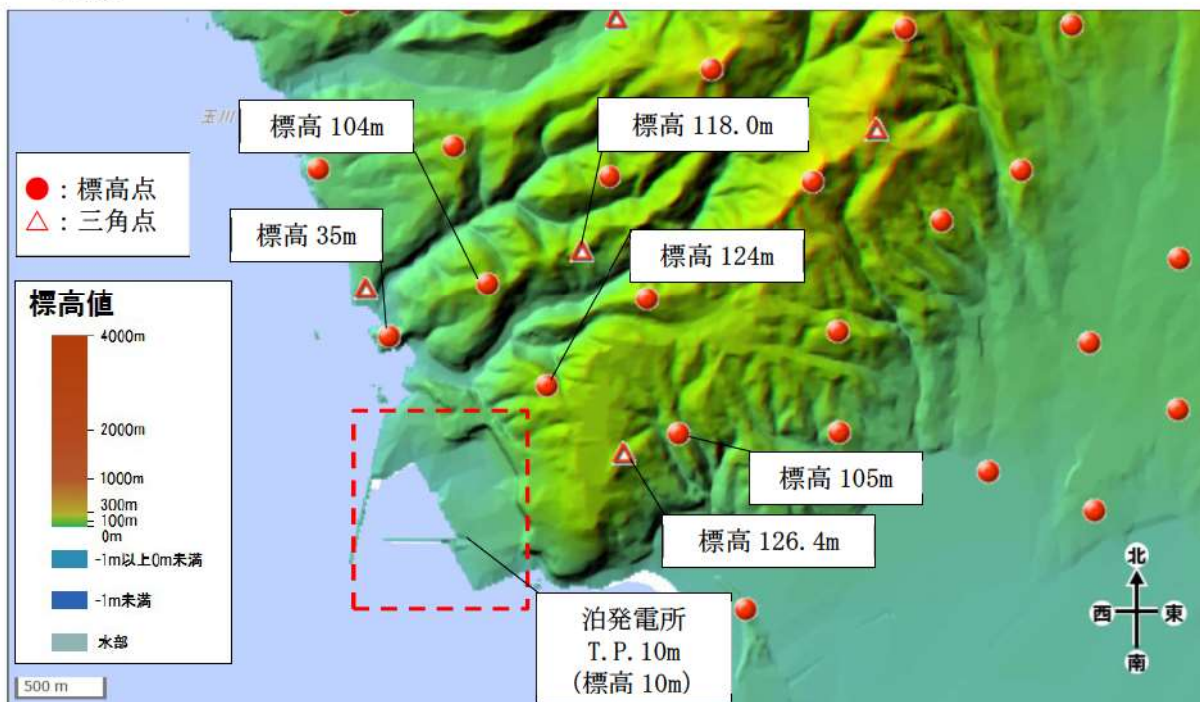 玉川
標高 104m
標高 118.0m
●：標高点
△：三角点
標高 35m
標高 124m
標高値
4000m
2000m
1000m
300m
100m
0m
-1m以上0m未満
-1m未満
水部
標高 105m
標高 126.4m
泊発電所
T.P.10m
(標高 10m)
北
西 東
南
500 m